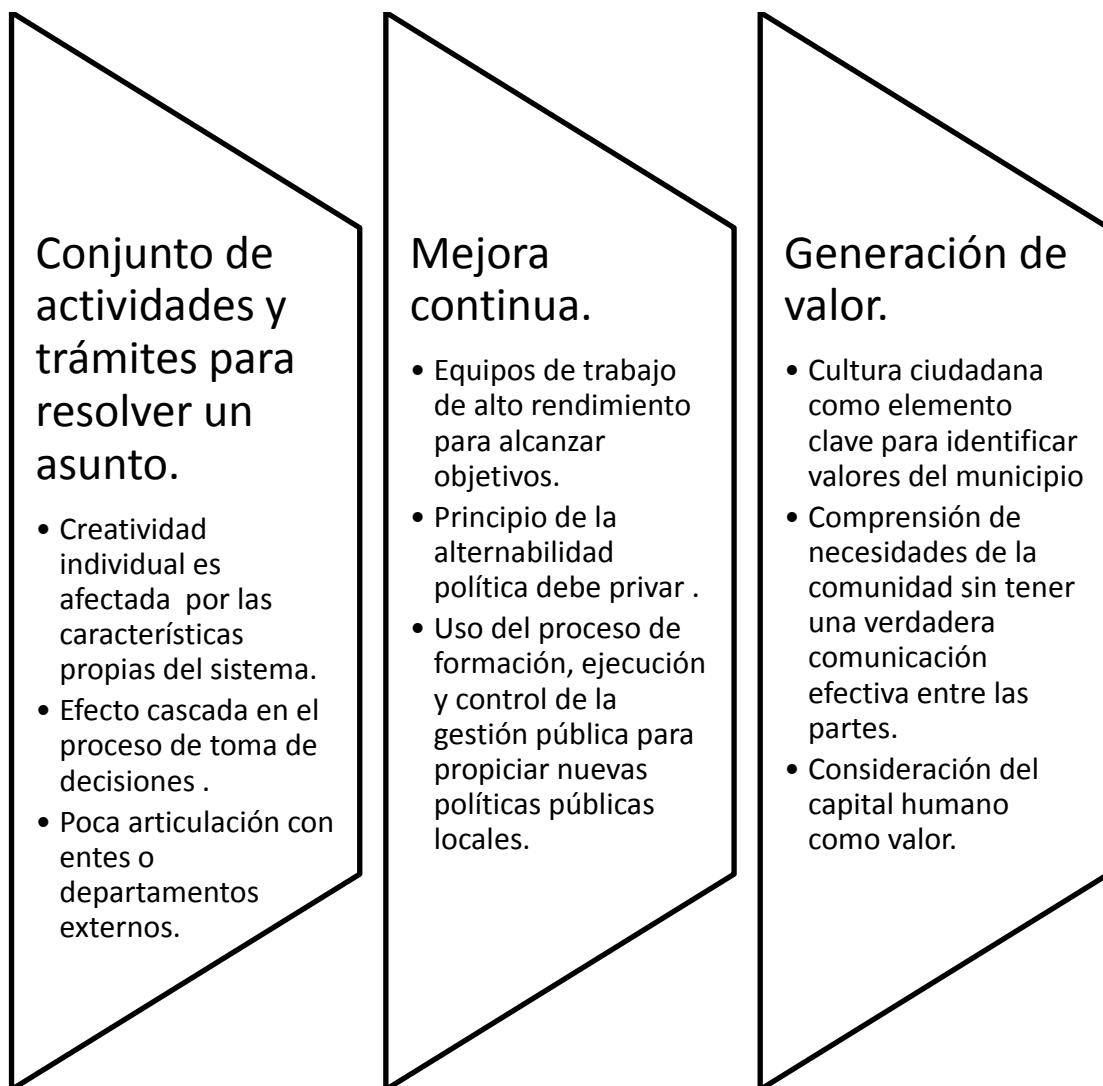 Conjunto de
actividades y
trámites para
resolver un
asunto.
• Creatividad
individual es
afectada por las
características
propias del sistema.
• Efecto cascada en el
proceso de toma de
decisiones .
• Poca articulación con
entes o
departamentos
externos.
Mejora
continua.
• Equipos de trabajo
de alto rendimiento
para alcanzar
objetivos.
• Principio de la
alternabilidad
política debe privar .
• Uso del proceso de
formación, ejecución
y control de la
gestión pública para
propiciar nuevas
políticas públicas
locales.
Generación de
valor.
• Cultura ciudadana
como elemento
clave para identificar
valores del municipio
• Comprensión de
necesidades de la
comunidad sin tener
una verdadera
comunicación
efectiva entre las
partes.
• Consideración del
capital humano
como valor.